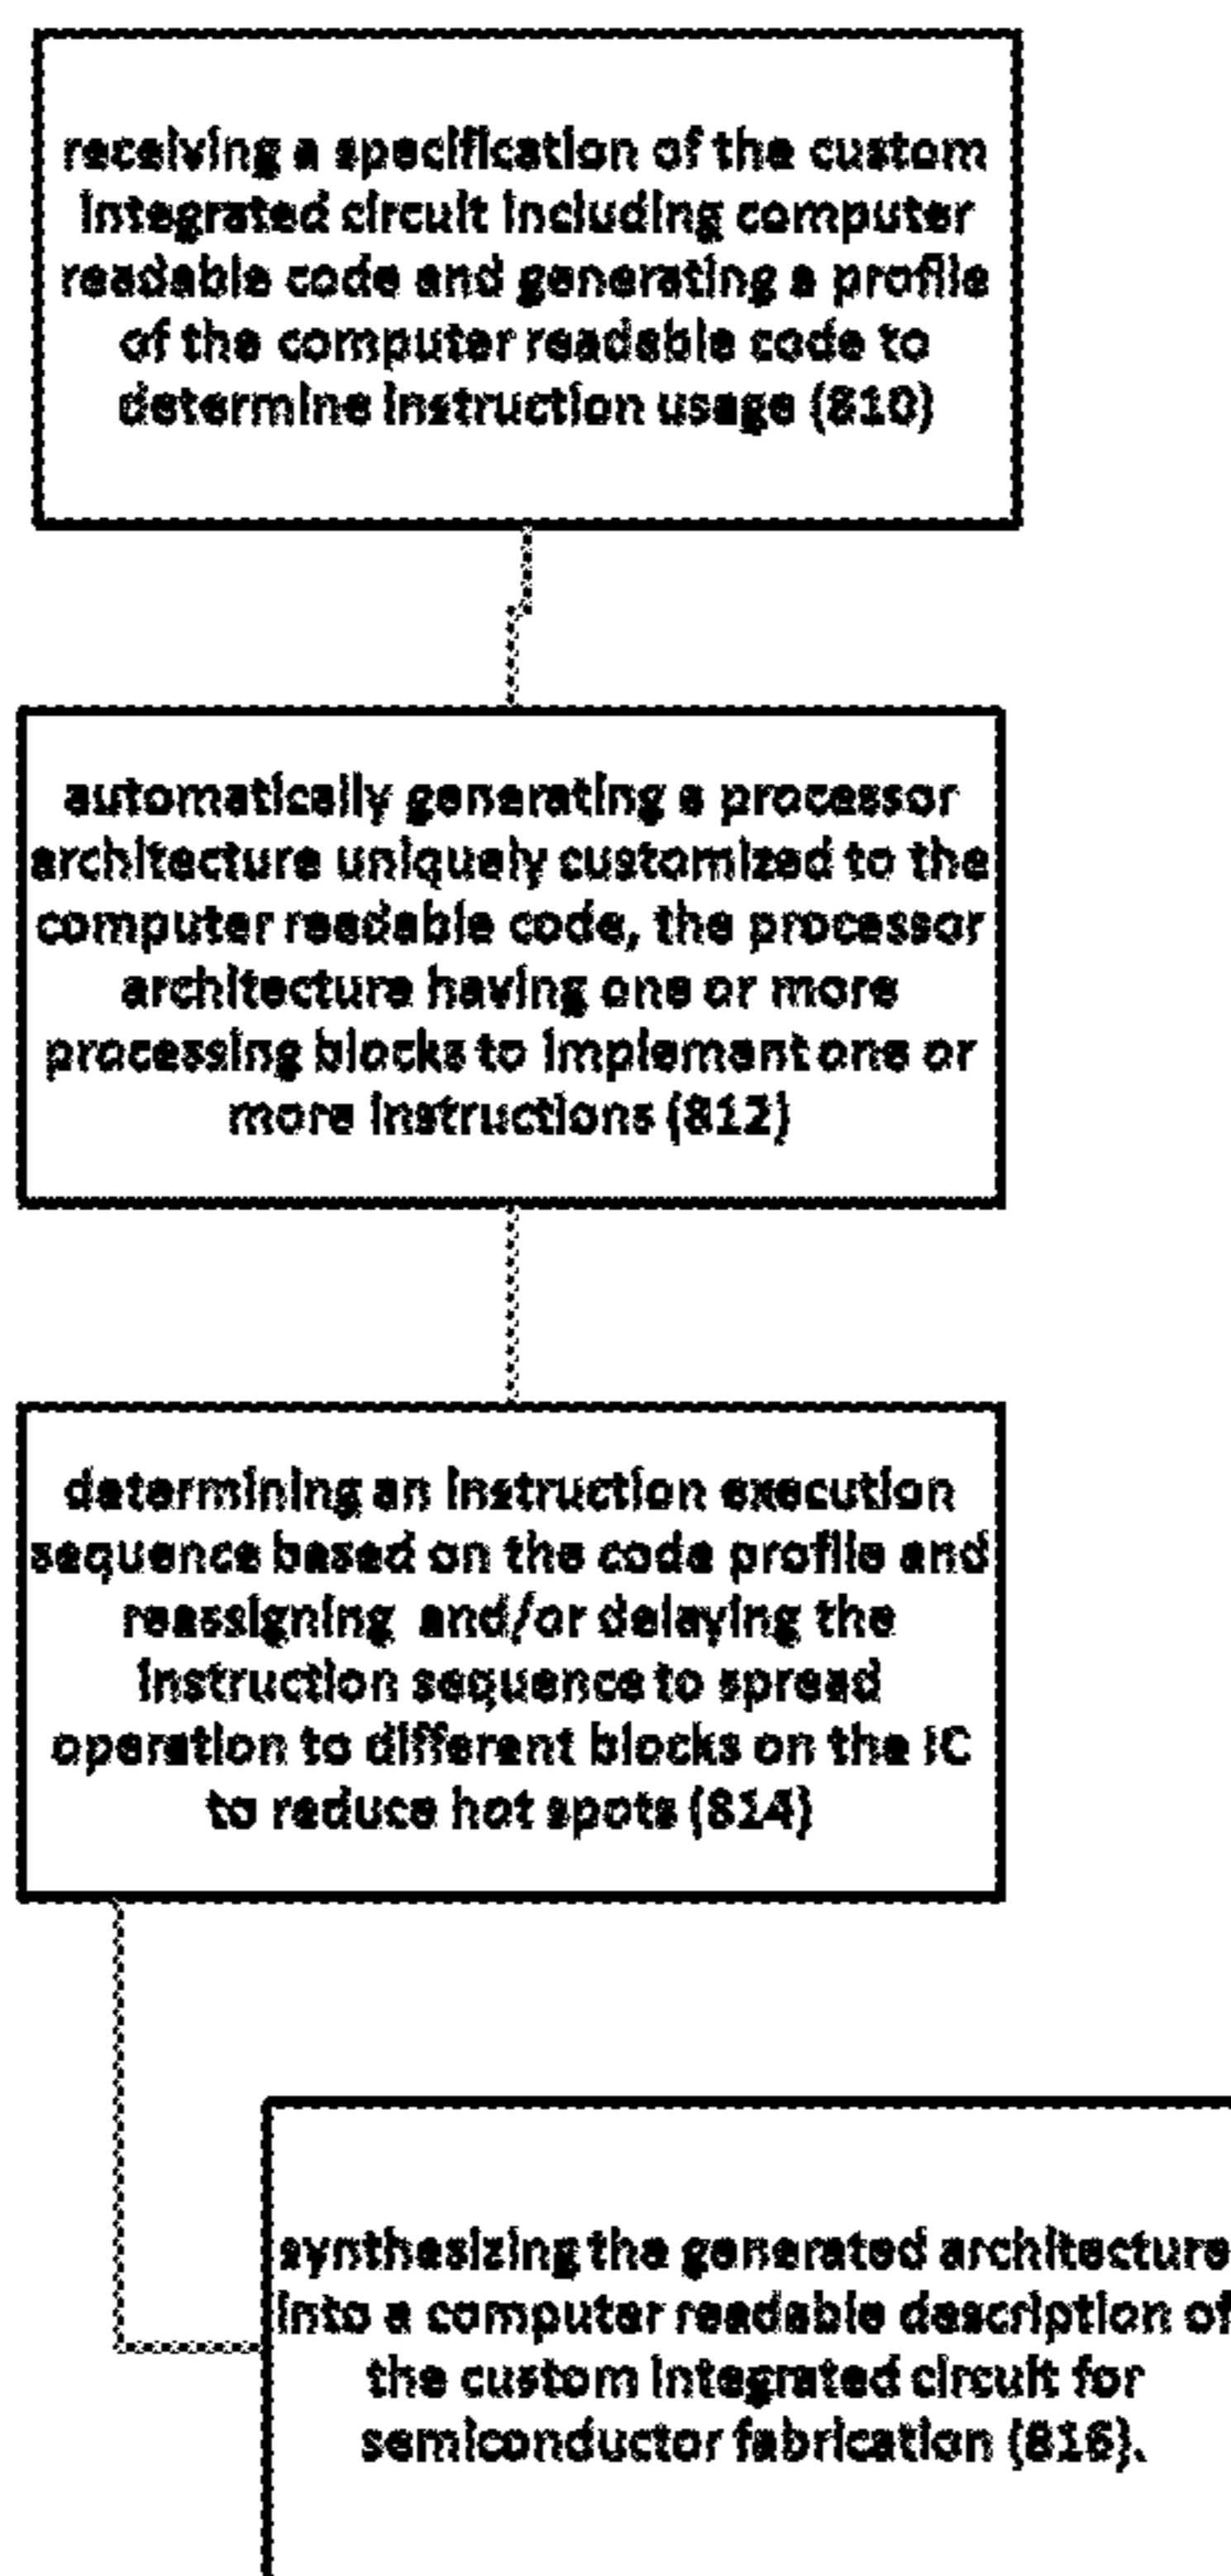 receiving a specification of the custom
integrated circuit including computer
readable code and generating a profile
of the computer readable code to
determine instruction usage (810)
automatically generating a processor
architecture uniquely customized to the
computer readable code, the processor
architecture having one or more
processing blocks to implement one or
more instructions (812)
determining an instruction execution
sequence based on the code profile and
reassigning and/or delaying the
instruction sequence to spread
operation to different blocks on the IC
to reduce hot spots (814)
synthesizing the generated architecture
into a computer readable description of
the custom integrated circuit for
semiconductor fabrication (816).